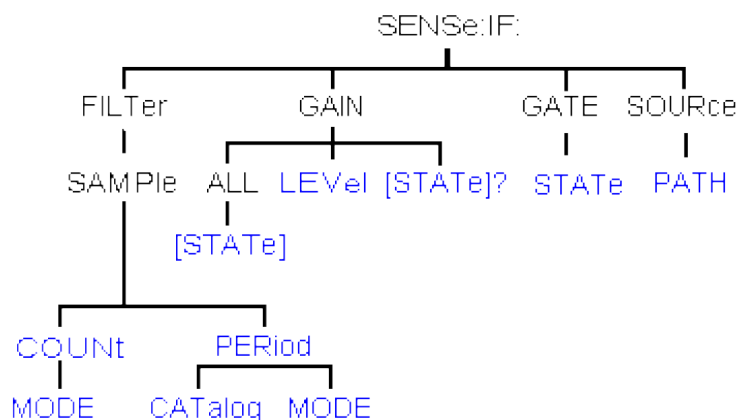 SENSe:IF:
FILTer GAIN GATE SOURce
SAMPle ALL LEVel [STATe]? STATe PATH
[STATe]
COUNt PERiod
MODE CATalog MODE